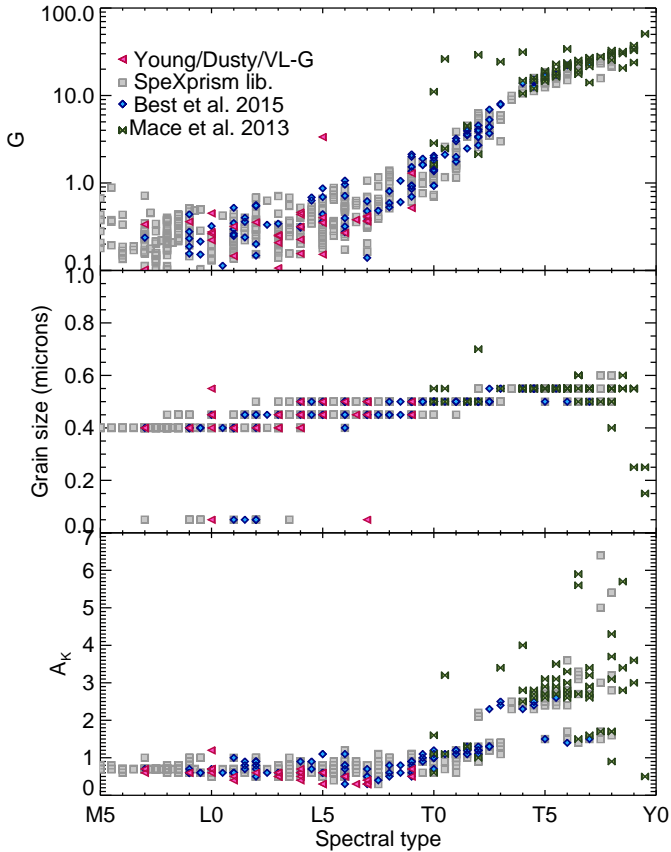 100.0
10.0
1.0
0.1
G
Young/Dusty/VL-G
SpeXprism lib.
Best et al. 2015
Mace et al. 2013
1.0
0.8
0.6
0.4
0.2
0.0
Grain size (microns)
7
6
5
4
3
2
1
0
A_K
M5 L0 L5 T0 T5 Y0
Spectral type